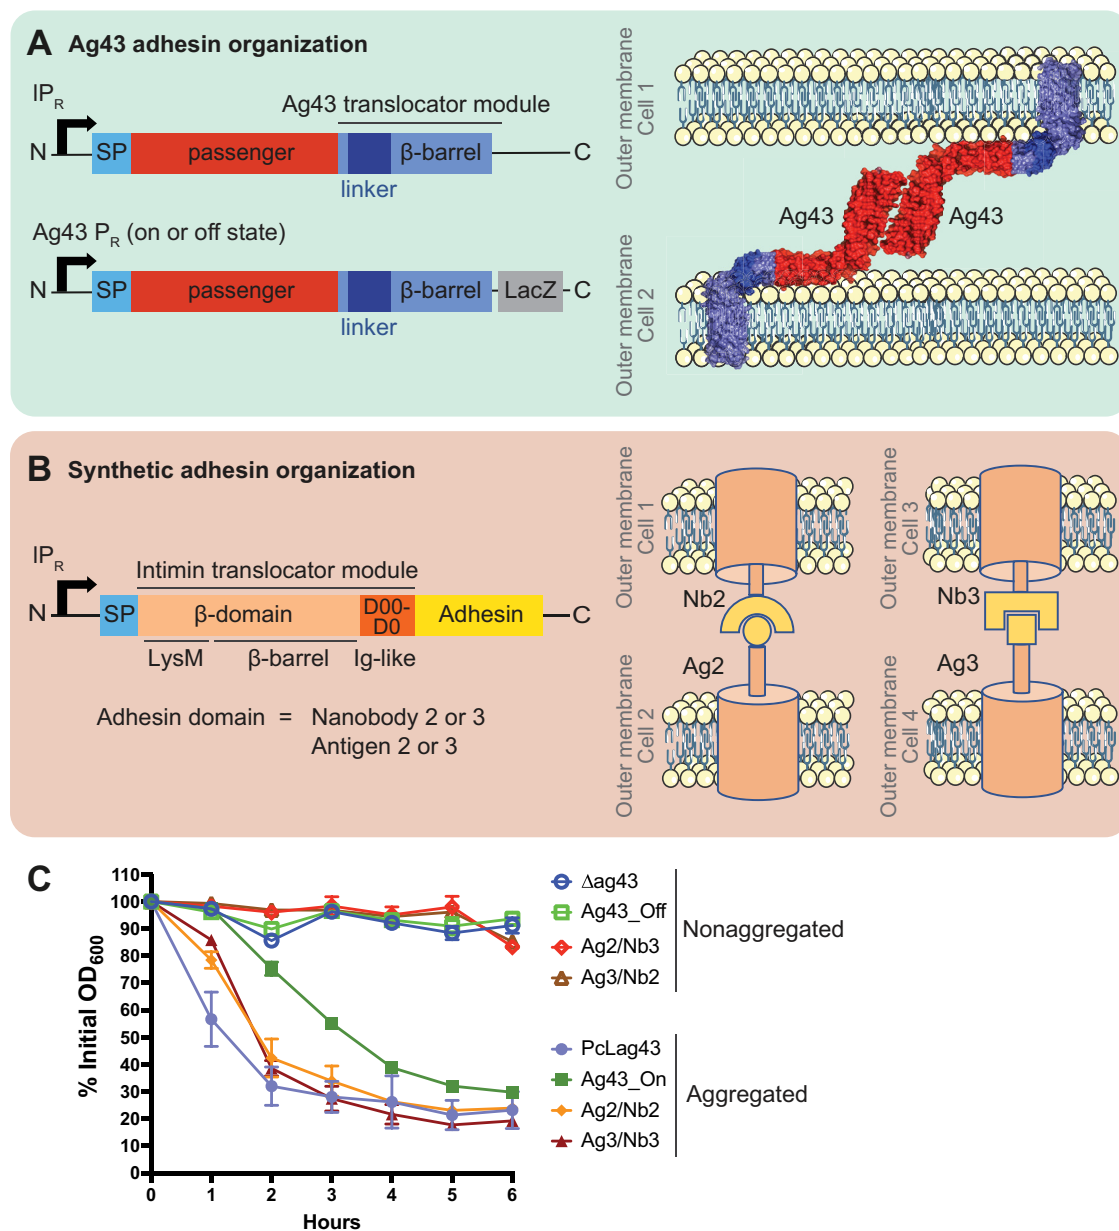 A Ag43 adhesin organization
IP_R
Ag43 translocator module
N SP passenger β-barrel C
linker
Ag43 P_R (on or off state)
N SP passenger β-barrel LacZ C
linker
Outer membrane
Cell 1
Ag43 Ag43
Outer membrane
Cell 2
B Synthetic adhesin organization
IP_R
Intimin translocator module
N SP β-domain D00-
D0 Adhesin C
LysM β-barrel Ig-like
Adhesin domain = Nanobody 2 or 3
Antigen 2 or 3
Outer membrane
Cell 1
Nb2
Ag2
Outer membrane
Cell 2
Outer membrane
Cell 3
Nb3
Ag3
Outer membrane
Cell 4
C
% Initial OD600
110
100
90
80
70
60
50
40
30
20
10
0
0 1 2 3 4 5 6
Hours
Δag43
Ag43_Off
Ag2/Nb3
Ag3/Nb2
Nonaggregated
PcLag43
Ag43_On
Ag2/Nb2
Ag3/Nb3
Aggregated